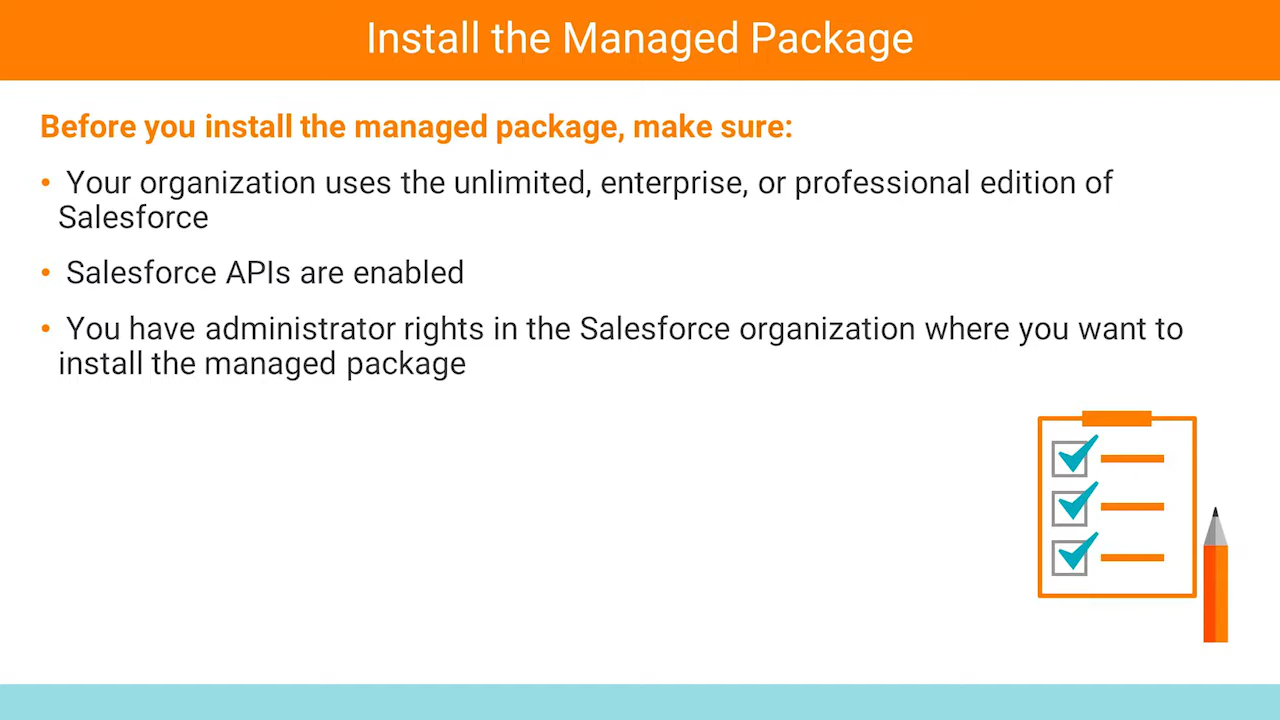 Install the Managed Package
Before you install the managed package, make sure:
• Your organization uses the unlimited, enterprise, or professional edition of
Salesforce
• Salesforce APIs are enabled
• You have administrator rights in the Salesforce organization where you want to
install the managed package